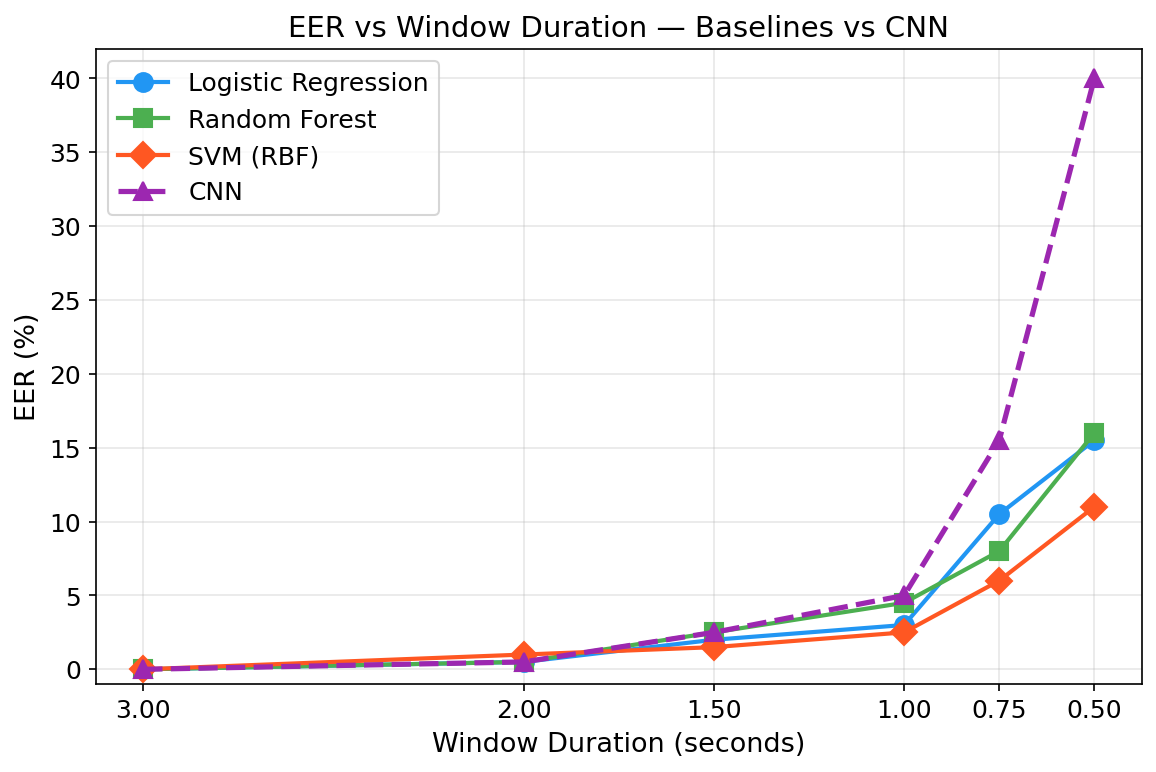 EER vs Window Duration — Baselines vs CNN
Logistic Regression
Random Forest
SVM (RBF)
CNN
EER (%)
40
35
30
25
20
15
10
5
0
3.00 2.00 1.50 1.00 0.75 0.50
Window Duration (seconds)